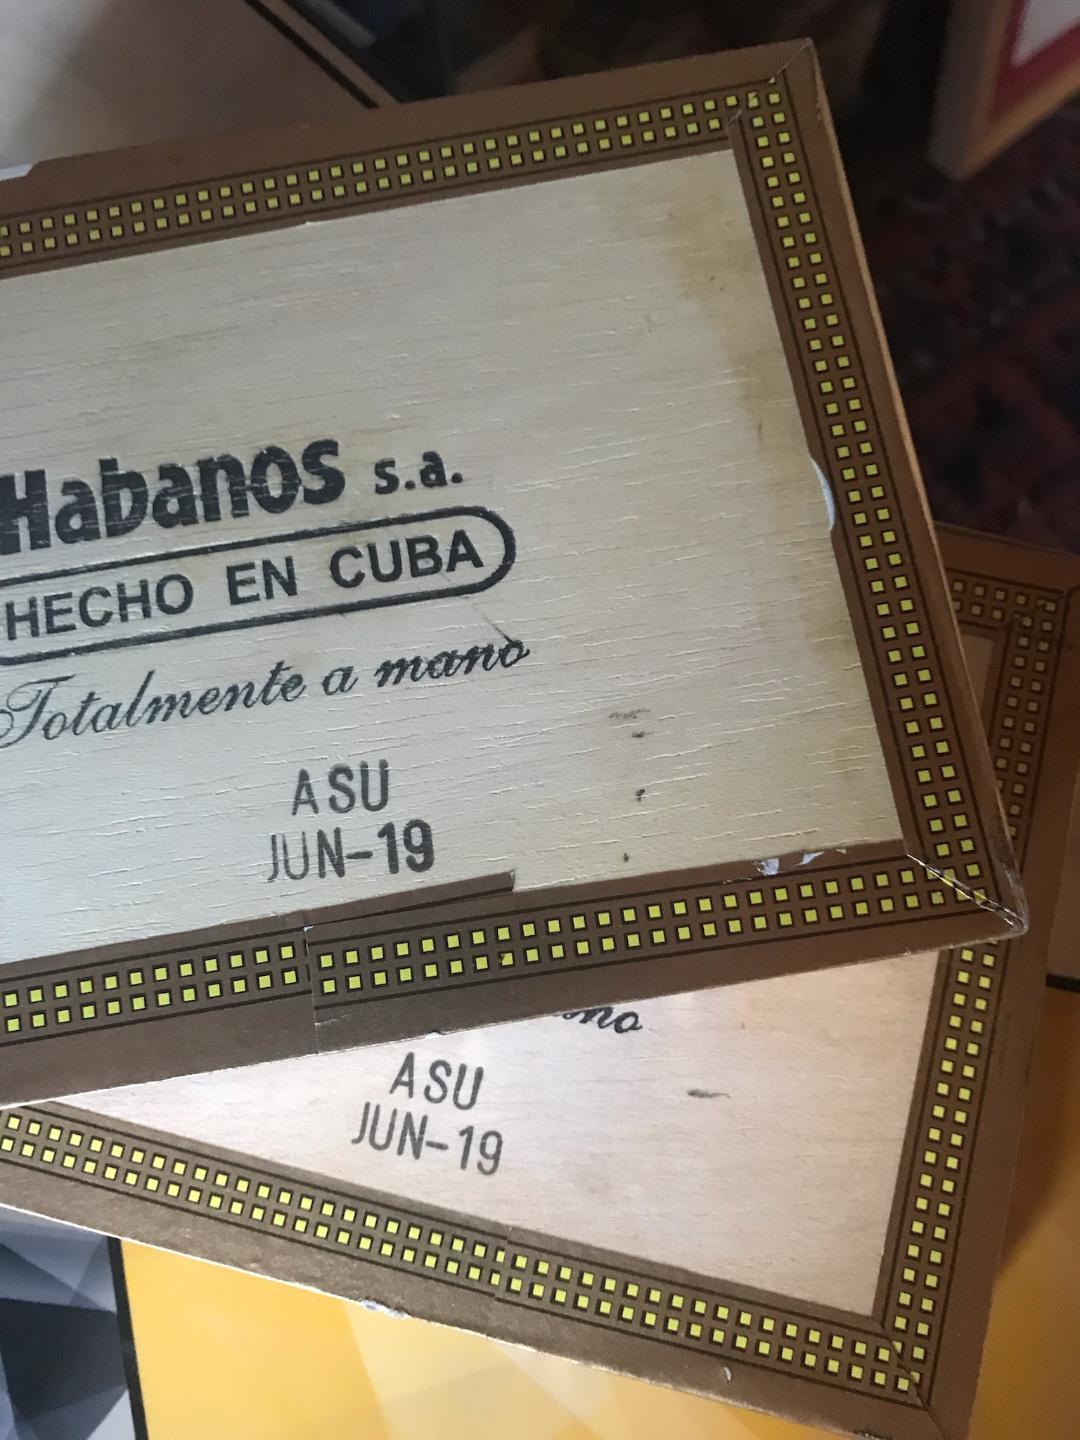 Habanos s.a.
HECHO EN CUBA
Totalmente a mano
ASU
JUN-19
ASU
JUN-19